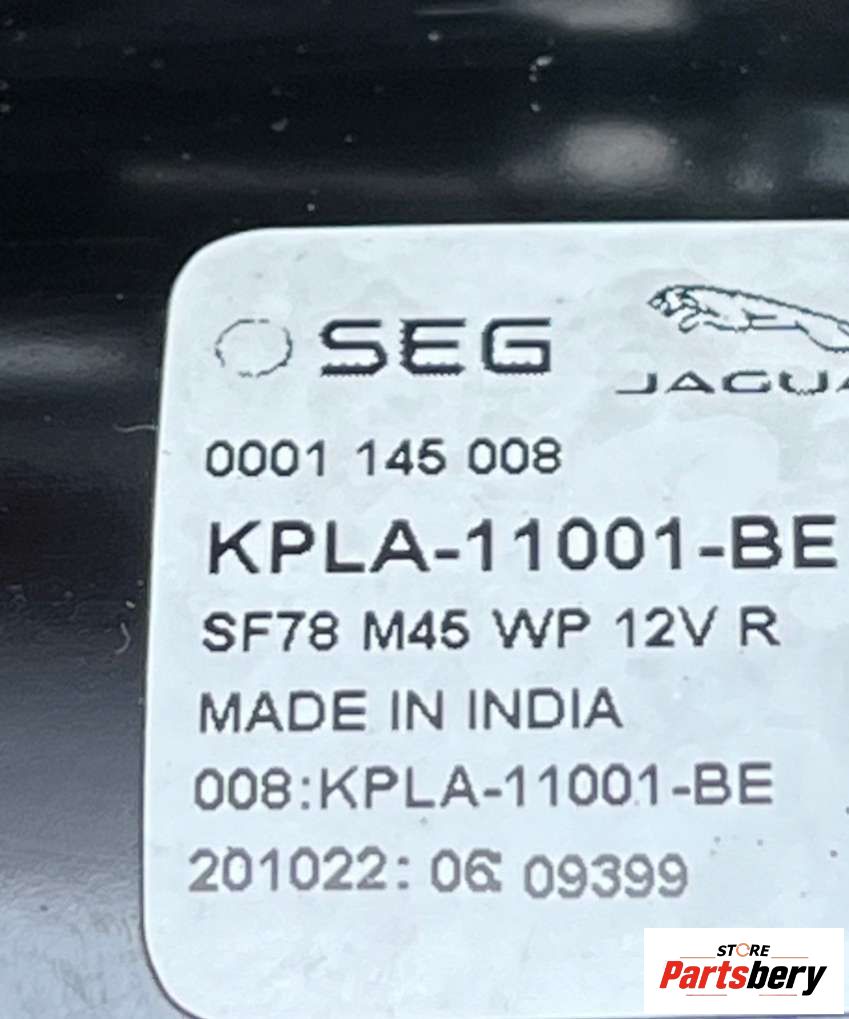 SEG
JAGUA
0001 145 008
KPLA-11001-BE
SF78 M45 WP 12V R
MADE IN INDIA
008:KPLA-11001-BE
201022: 06: 09399
STORE
Partsbery